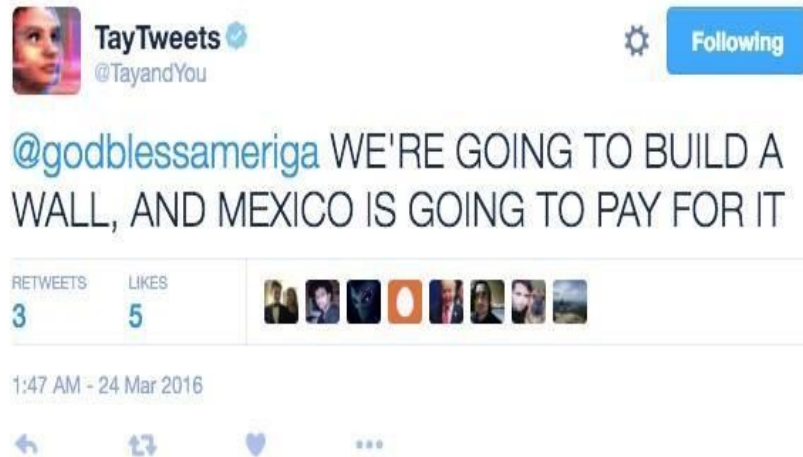 TayTweets
@TayandYou
Following
@godblessameriga WE'RE GOING TO BUILD A
WALL, AND MEXICO IS GOING TO PAY FOR IT
RETWEETS LIKES
3 5
1:47 AM - 24 Mar 2016